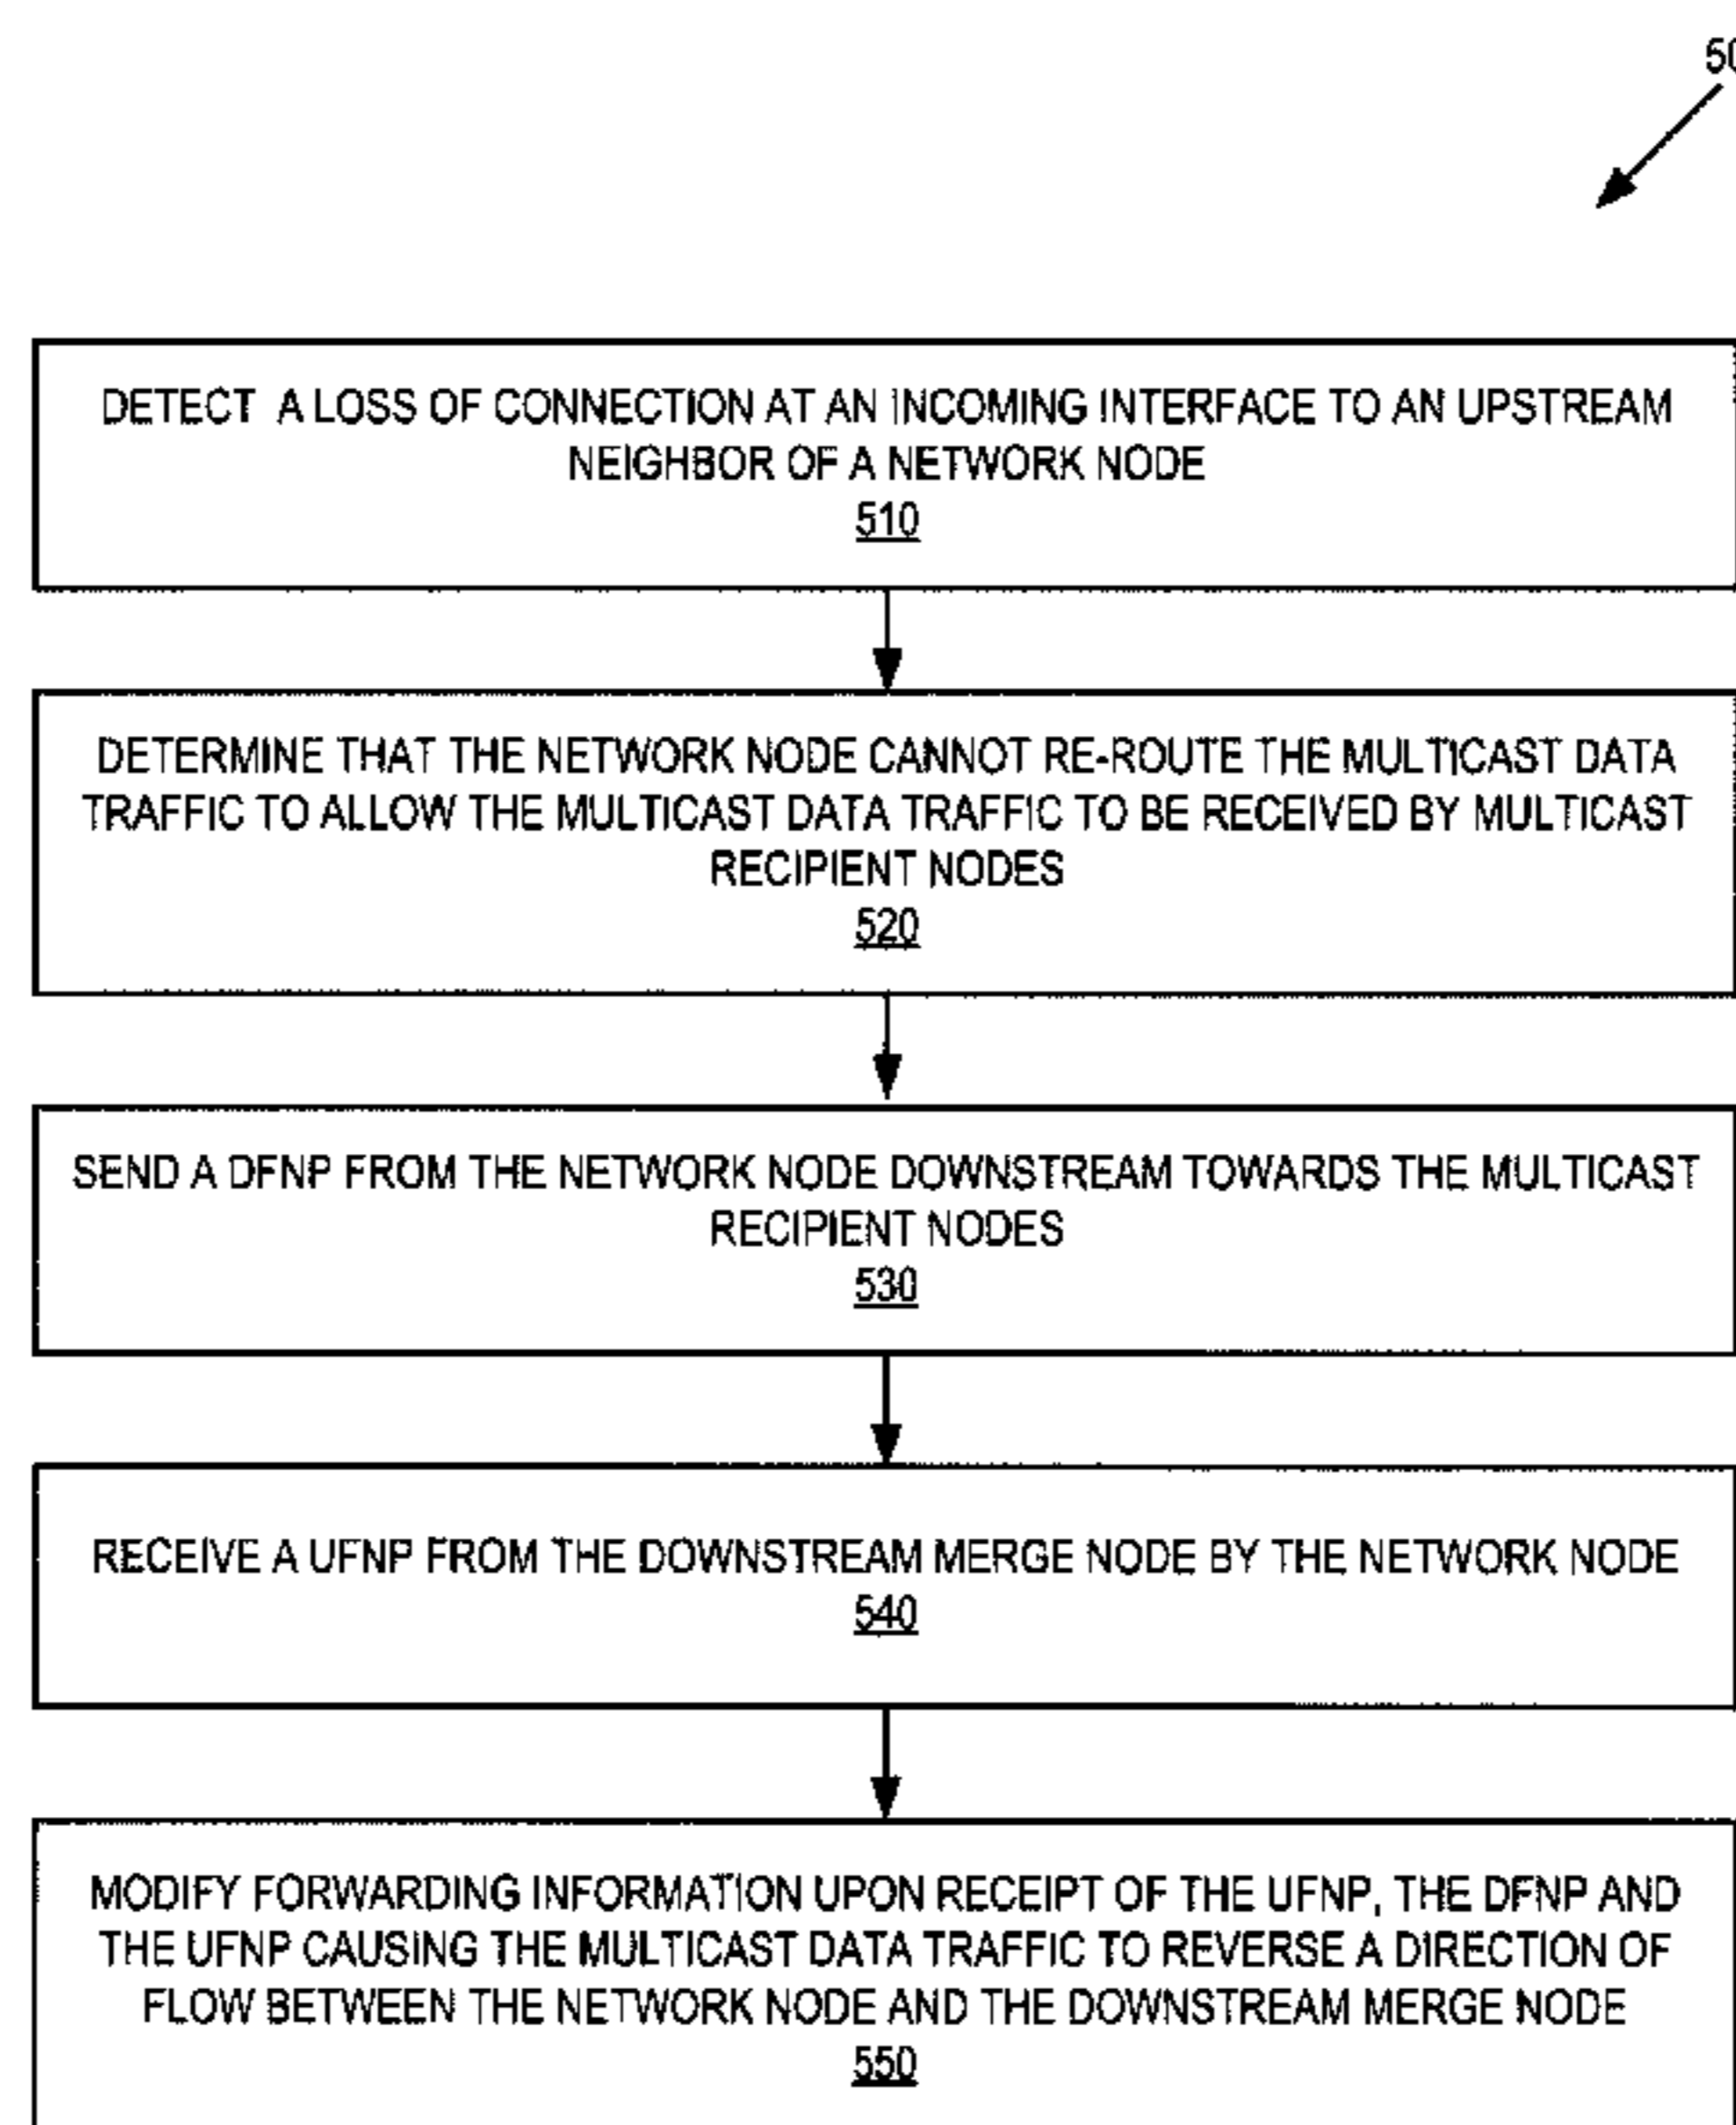 DETECT A LOSS OF CONNECTION AT AN INCOMING INTERFACE TO AN UPSTREAM
NEIGHBOR OF A NETWORK NODE
510
DETERMINE THAT THE NETWORK NODE CANNOT RE-ROUTE THE MULTICAST DATA
TRAFFIC TO ALLOW THE MULTICAST DATA TRAFFIC TO BE RECEIVED BY MULTICAST
RECIPIENT NODES
520
SEND A DFNP FROM THE NETWORK NODE DOWNSTREAM TOWARDS THE MULTICAST
RECIPIENT NODES
530
RECEIVE A UFNP FROM THE DOWNSTREAM MERGE NODE BY THE NETWORK NODE
540
MODIFY FORWARDING INFORMATION UPON RECEIPT OF THE UFNP, THE DFNP AND
THE UFNP CAUSING THE MULTICAST DATA TRAFFIC TO REVERSE A DIRECTION OF
FLOW BETWEEN THE NETWORK NODE AND THE DOWNSTREAM MERGE NODE
550